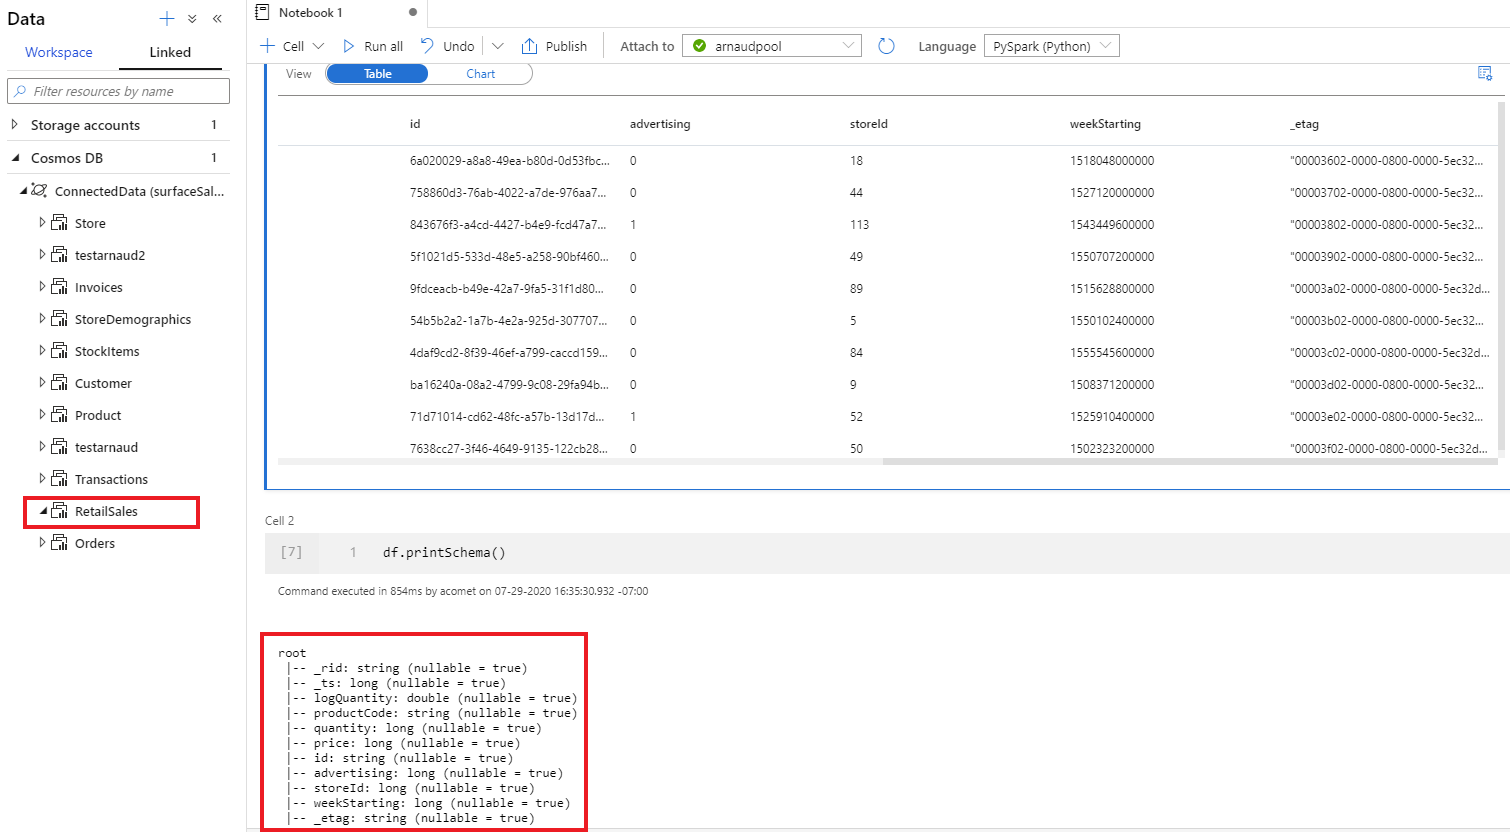 Data
Workspace
Linked
Filter resources by name
Storage accounts 1
Cosmos DB 1
ConnectedData (surfaceSal...
Store
testarnaud2
Invoices
StoreDemographics
StockItems
Customer
Product
testarnaud
Transactions
RetailSales
Orders
Notebook 1
Cell Run all Undo Publish Attach to arnaudpool Language PySpark (Python)
View Table Chart
id advertising storeId weekStarting _etag
6a020029-a8a8-49ea-b80d-0d53fbc... 0 18 1518048000000 "00003602-0000-0800-0000-5ec32...
758860d3-76ab-4022-a7de-976aa7... 0 44 1527120000000 "00003702-0000-0800-0000-5ec32...
843676f3-a4cd-4427-b4e9-fcd47a7... 1 113 1543449600000 "00003802-0000-0800-0000-5ec32...
5f1021d5-533d-48e5-a258-90bf460... 0 49 1550707200000 "00003902-0000-0800-0000-5ec32...
9fdceacb-b49e-42a7-9fa5-31f1d80... 0 89 1515628800000 "00003a02-0000-0800-0000-5ec32d...
54b5b2a2-1a7b-4e2a-925d-307707... 0 5 1550102400000 "00003b02-0000-0800-0000-5ec32...
4daf9cd2-8f39-46ef-a799-caccd159... 0 84 1555545600000 "00003c02-0000-0800-0000-5ec32d...
ba16240a-08a2-4799-9c08-29fa94b... 0 9 1508371200000 "00003d02-0000-0800-0000-5ec32...
71d71014-cd62-48fc-a57b-13d17d... 1 52 1525910400000 "00003e02-0000-0800-0000-5ec32...
7638cc27-3f46-4649-9135-122cb28... 0 50 1502323200000 "00003f02-0000-0800-0000-5ec32d...
Cell 2
[7] 1 df.printSchema()
Command executed in 854ms by acomet on 07-29-2020 16:35:30.932 -07:00
root
|-- _rid: string (nullable = true)
|-- _ts: long (nullable = true)
|-- logQuantity: double (nullable = true)
|-- productCode: string (nullable = true)
|-- quantity: long (nullable = true)
|-- price: long (nullable = true)
|-- id: string (nullable = true)
|-- advertising: long (nullable = true)
|-- storeId: long (nullable = true)
|-- weekStarting: long (nullable = true)
|-- _etag: string (nullable = true)